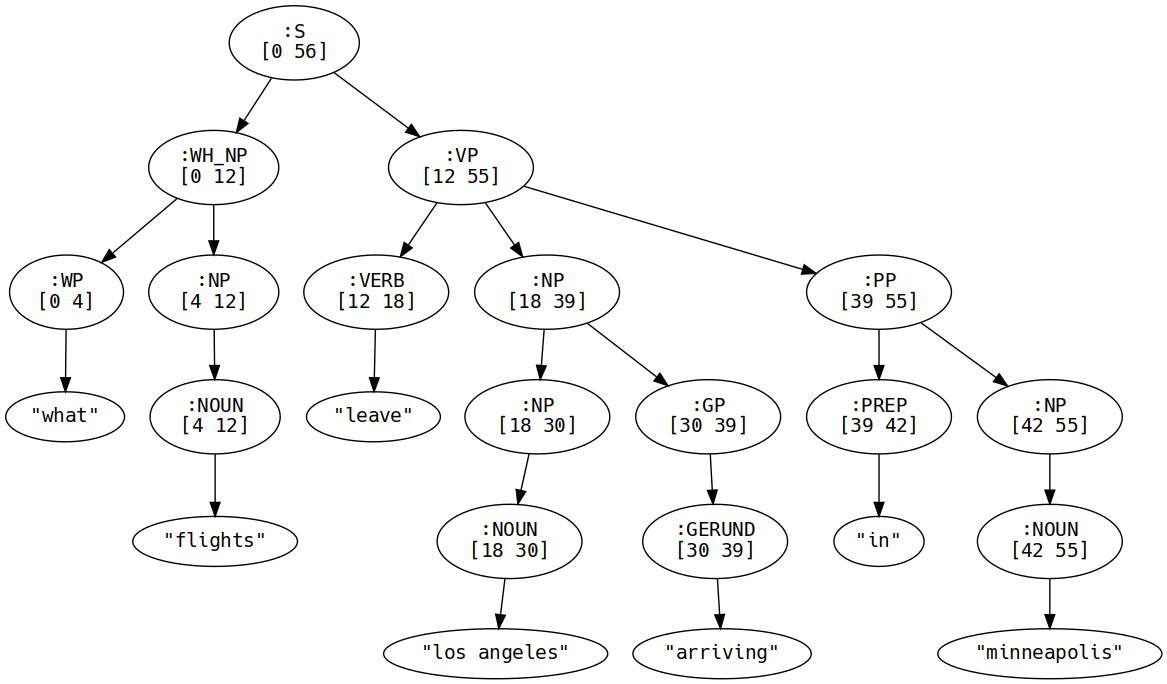 :S
[0 56]
:WH_NP
[0 12]
:VP
[12 55]
:WP
[0 4]
:NP
[4 12]
:VERB
[12 18]
:NP
[18 39]
:PP
[39 55]
"what"
:NOUN
[4 12]
"leave"
:NP
[18 30]
:GP
[30 39]
:PREP
[39 42]
:NP
[42 55]
"flights"
:NOUN
[18 30]
:GERUND
[30 39]
"in"
:NOUN
[42 55]
"los angeles"
"arriving"
"minneapolis"